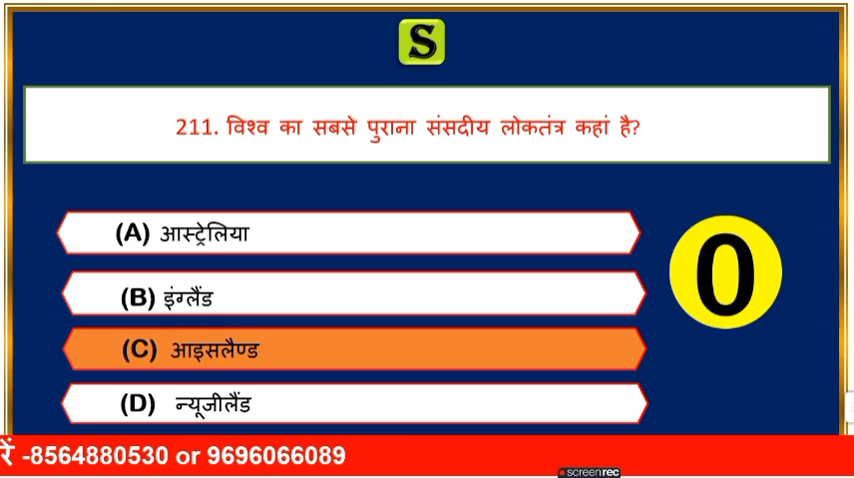 S
211. विश्व का सबसे पुराना संसदीय लोकतंत्र कहां है?
(A) आस्ट्रेलिया
(B) इंग्लैंड
0
(C) आइसलैण्ड
(D) न्यूजीलैंड
रें -8564880530 or 9696066089
screenrec